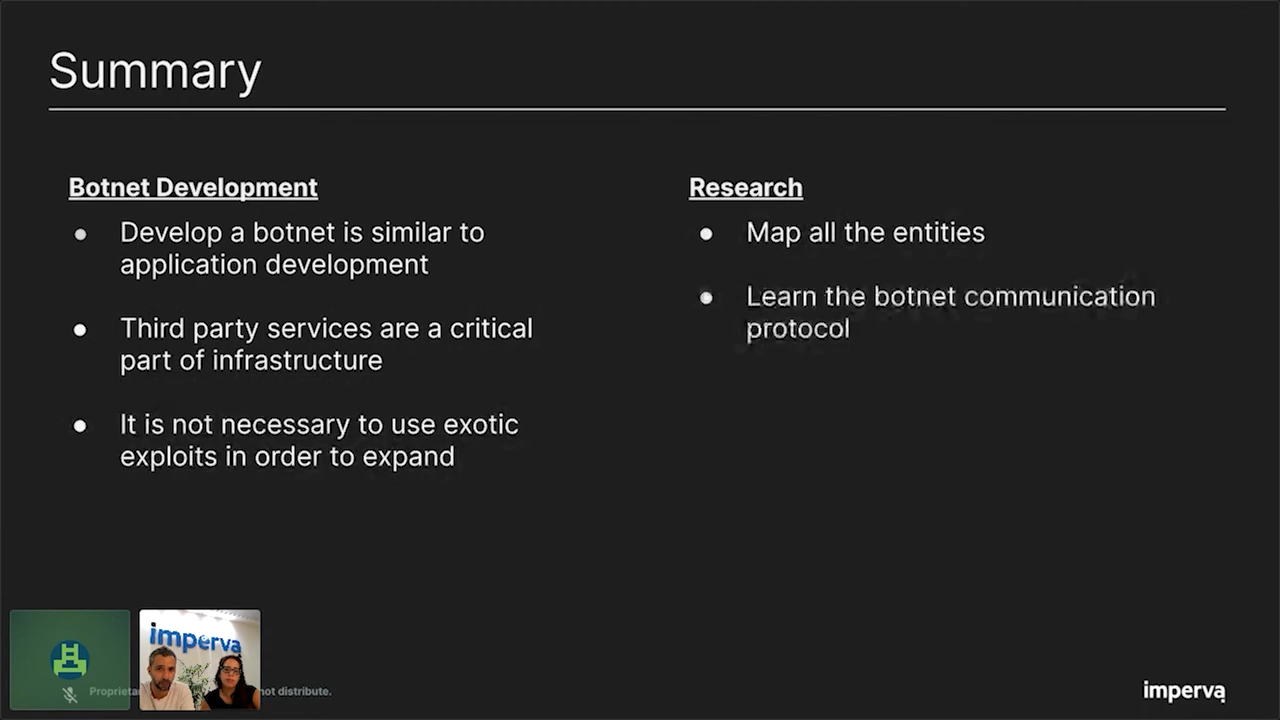 Summary
Botnet Development
Develop a botnet is similar to
application development
Third party services are a critical
part of infrastructure
It is not necessary to use exotic
exploits in order to expand
Research
Map all the entities
Learn the botnet communication
protocol
imperva
not distribute.
imperva